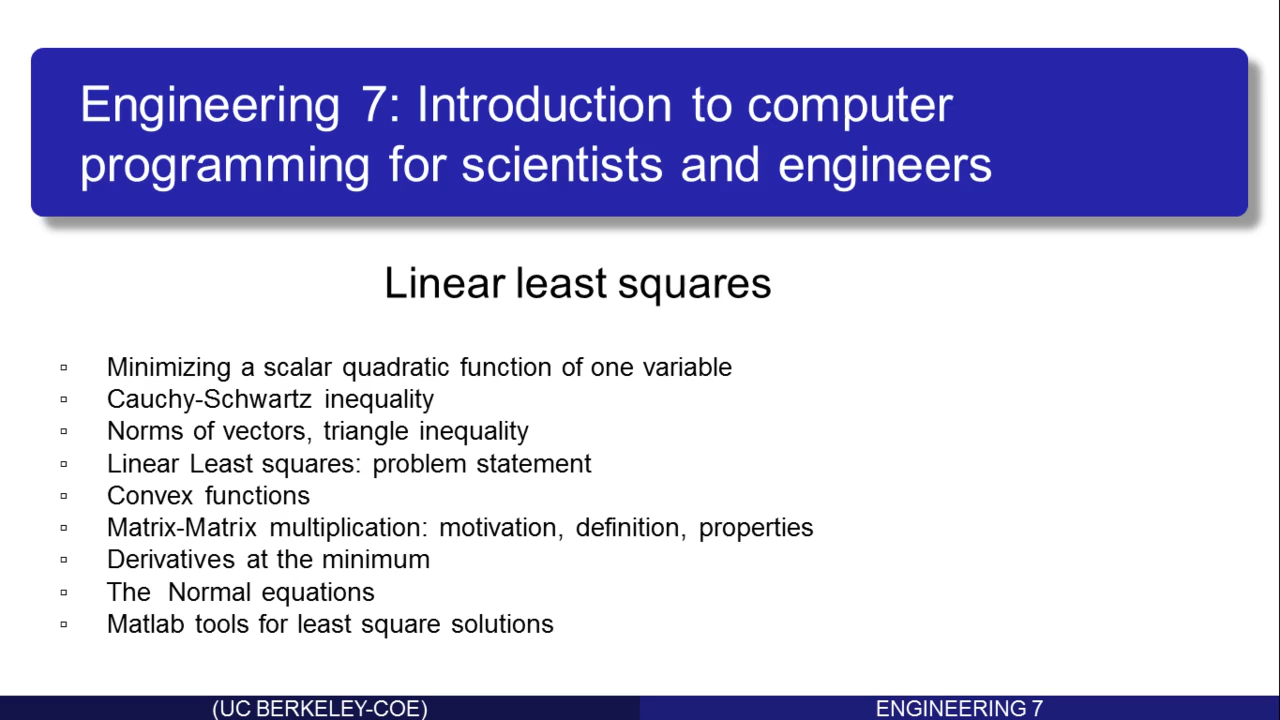 Engineering 7: Introduction to computer
programming for scientists and engineers
Linear least squares
▫ Minimizing a scalar quadratic function of one variable
▫ Cauchy-Schwartz inequality
▫ Norms of vectors, triangle inequality
▫ Linear Least squares: problem statement
▫ Convex functions
▫ Matrix-Matrix multiplication: motivation, definition, properties
▫ Derivatives at the minimum
▫ The Normal equations
▫ Matlab tools for least square solutions
(UC BERKELEY-COE)
ENGINEERING 7